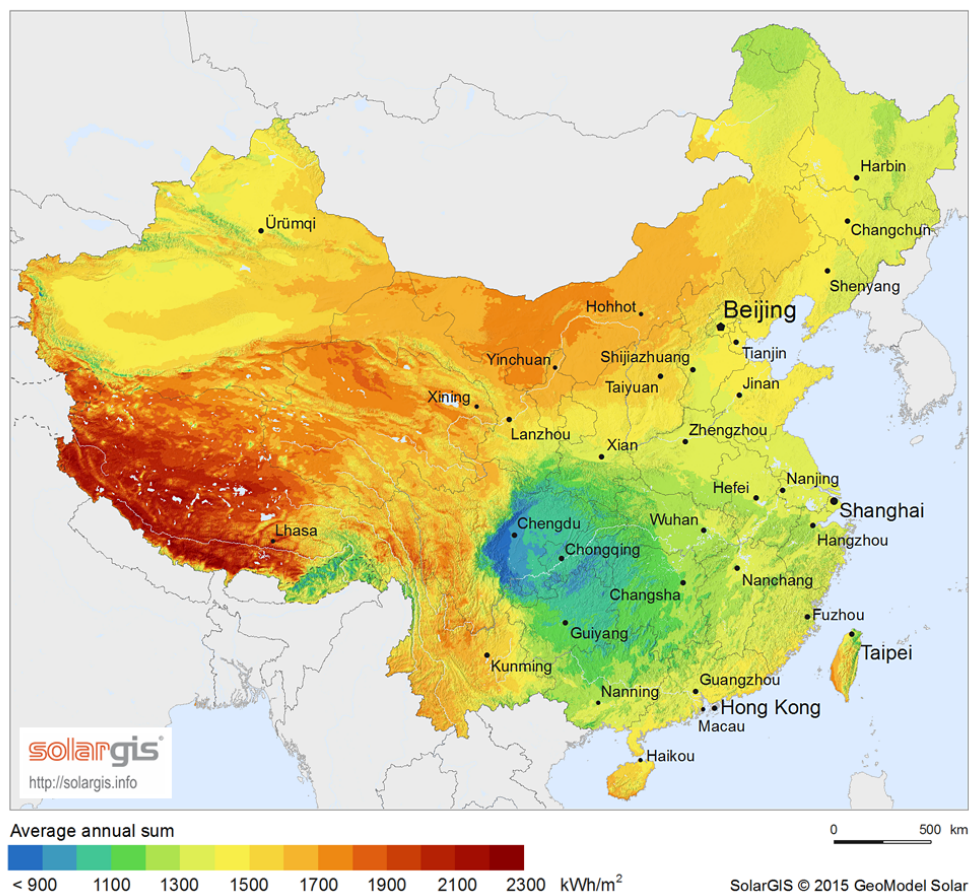 Harbin
Ürümqi
Changchun
Shenyang
Hohhot
Beijing
Yinchuan
Shijiazhuang
Tianjin
Taiyuan
Jinan
Xining
Lanzhou
Zhengzhou
Xian
Hefei
Nanjing
Shanghai
Chengdu
Wuhan
Lhasa
Hangzhou
Chongqing
Nanchang
Changsha
Fuzhou
Guiyang
Taipei
Kunming
Guangzhou
Nanning
Hong Kong
Macau
Haikou
solargis®
http://solargis.info
Average annual sum
0 500 km
< 900 1100 1300 1500 1700 1900 2100 2300 kWh/m²
SolarGIS © 2015 GeoModel Solar